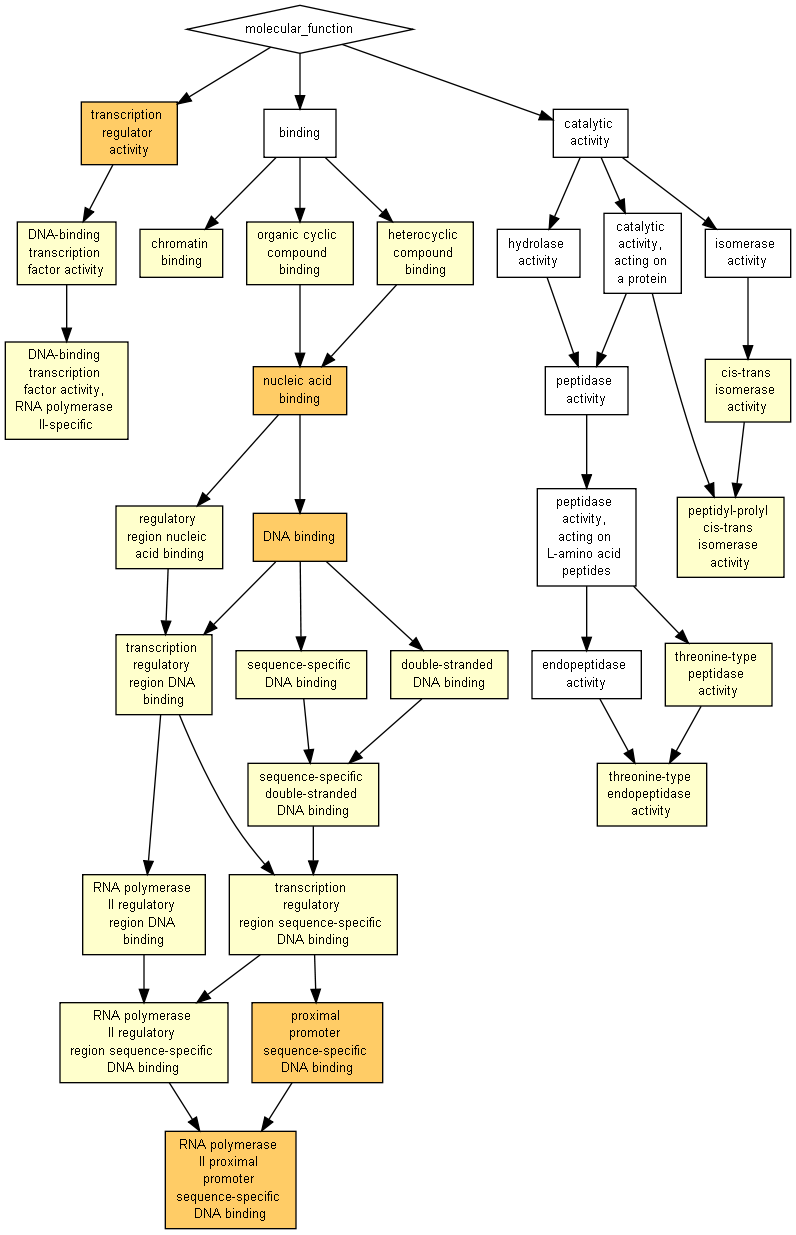 molecular_function
transcription
regulator
activity
binding
catalytic
activity
DNA-binding
transcription
factor activity
chromatin
binding
organic cyclic
compound
binding
heterocyclic
compound
binding
hydrolase
activity
catalytic
activity,
acting on
a protein
isomerase
activity
DNA-binding
transcription
factor activity,
RNA polymerase
II-specific
nucleic acid
binding
peptidase
activity
cis-trans
isomerase
activity
regulatory
region nucleic
acid binding
DNA binding
peptidase
activity,
acting on
L-amino acid
peptides
peptidyl-prolyl
cis-trans
isomerase
activity
transcription
regulatory
region DNA
binding
sequence-specific
DNA binding
double-stranded
DNA binding
endopeptidase
activity
threonine-type
peptidase
activity
sequence-specific
double-stranded
DNA binding
threonine-type
endopeptidase
activity
RNA polymerase
II regulatory
region DNA
binding
transcription
regulatory
region sequence-specific
DNA binding
RNA polymerase
II regulatory
region sequence-specific
DNA binding
proximal
promoter
sequence-specific
DNA binding
RNA polymerase
II proximal
promoter
sequence-specific
DNA binding